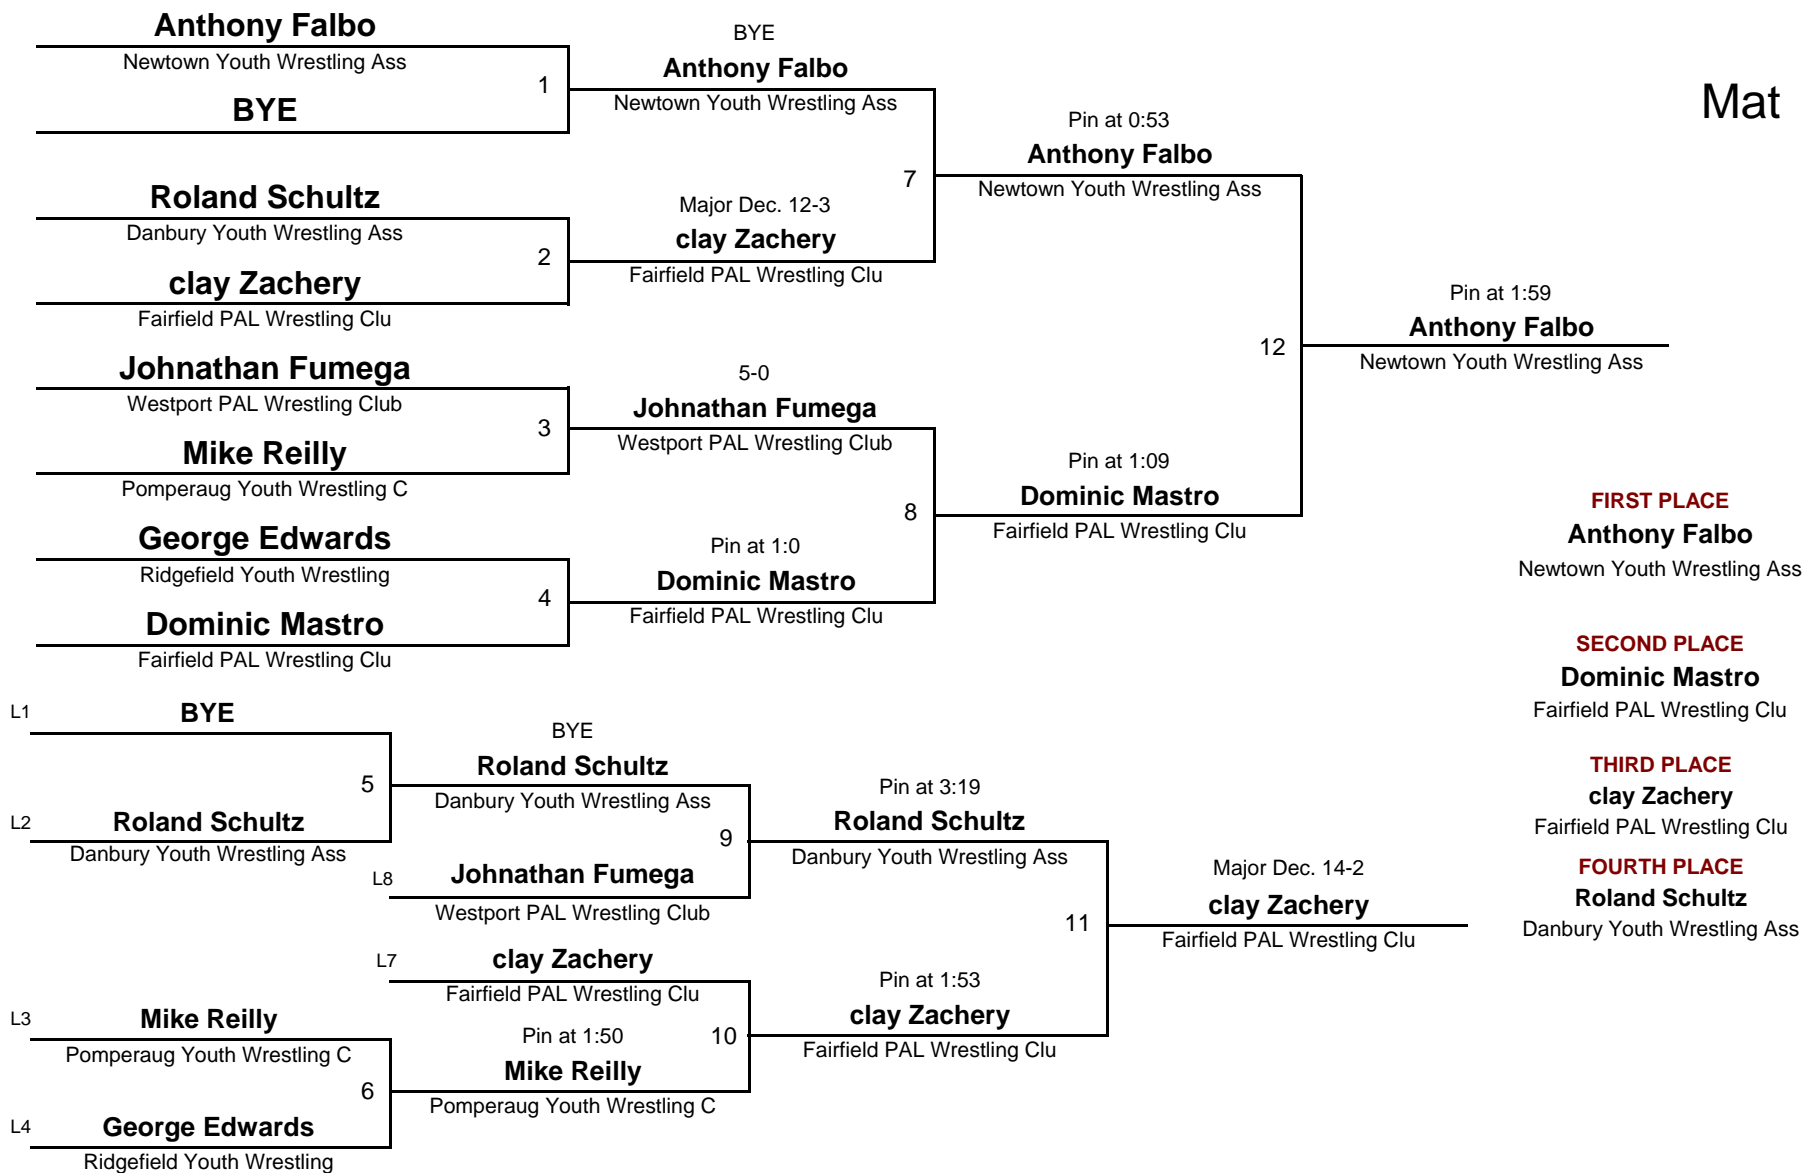 Anthony Falbo
Newtown Youth Wrestling Ass
1
BYE
BYE
Anthony Falbo
Newtown Youth Wrestling Ass
Mat
Roland Schultz
Danbury Youth Wrestling Ass
2
clay Zachery
Fairfield PAL Wrestling Clu
Major Dec. 12-3
clay Zachery
Fairfield PAL Wrestling Clu
7
Pin at 0:53
Anthony Falbo
Newtown Youth Wrestling Ass
Johnathan Fumega
Westport PAL Wrestling Club
3
Mike Reilly
Pomperaug Youth Wrestling C
5-0
Johnathan Fumega
Westport PAL Wrestling Club
George Edwards
Ridgefield Youth Wrestling
4
Dominic Mastro
Fairfield PAL Wrestling Clu
Pin at 1:0
Dominic Mastro
Fairfield PAL Wrestling Clu
8
Pin at 1:09
Dominic Mastro
Fairfield PAL Wrestling Clu
12
Pin at 1:59
Anthony Falbo
Newtown Youth Wrestling Ass
FIRST PLACE
Anthony Falbo
Newtown Youth Wrestling Ass
SECOND PLACE
Dominic Mastro
Fairfield PAL Wrestling Clu
THIRD PLACE
clay Zachery
Fairfield PAL Wrestling Clu
FOURTH PLACE
Roland Schultz
Danbury Youth Wrestling Ass
L1
BYE
5
L2
Roland Schultz
Danbury Youth Wrestling Ass
BYE
Roland Schultz
Danbury Youth Wrestling Ass
9
L8
Johnathan Fumega
Westport PAL Wrestling Club
Pin at 3:19
Roland Schultz
Danbury Youth Wrestling Ass
L7
clay Zachery
Fairfield PAL Wrestling Clu
10
L3
Mike Reilly
Pomperaug Youth Wrestling C
6
L4
George Edwards
Ridgefield Youth Wrestling
Pin at 1:50
Mike Reilly
Pomperaug Youth Wrestling C
Pin at 1:53
clay Zachery
Fairfield PAL Wrestling Clu
11
Major Dec. 14-2
clay Zachery
Fairfield PAL Wrestling Clu